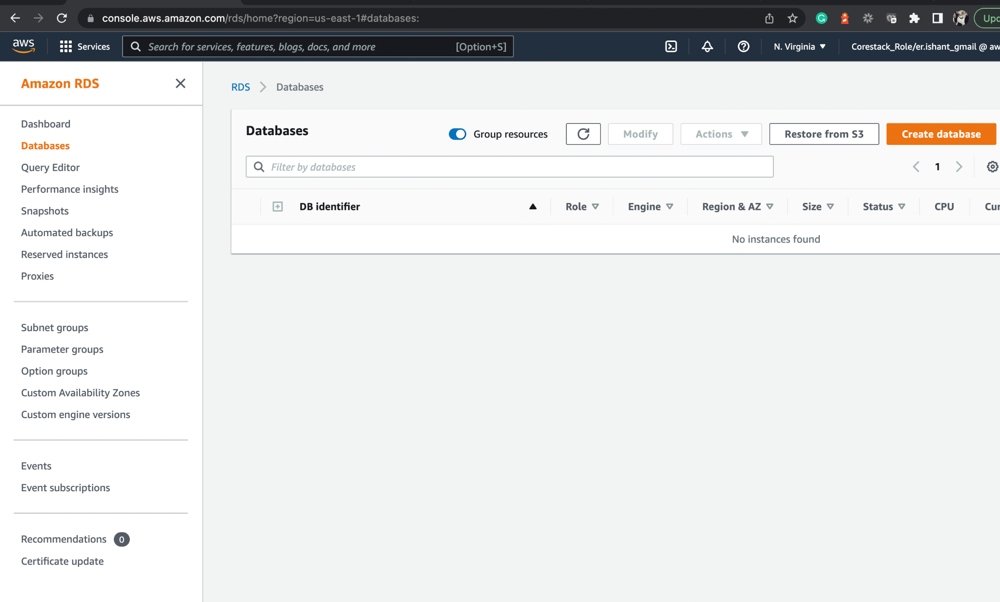 console.aws.amazon.com/rds/home?region=us-east-1#databases:
aws Services Search for services, features, blogs, docs, and more [Option+S] N. Virginia Corestack_Role/er.ishant_gmail @ aw
Amazon RDS
Dashboard
Databases
Query Editor
Performance insights
Snapshots
Automated backups
Reserved instances
Proxies
Subnet groups
Parameter groups
Option groups
Custom Availability Zones
Custom engine versions
Events
Event subscriptions
Recommendations 0
Certificate update
RDS Databases
Databases Group resources Modify Actions Restore from S3 Create database
Filter by databases 1
DB identifier Role Engine Region & AZ Size Status CPU
No instances found